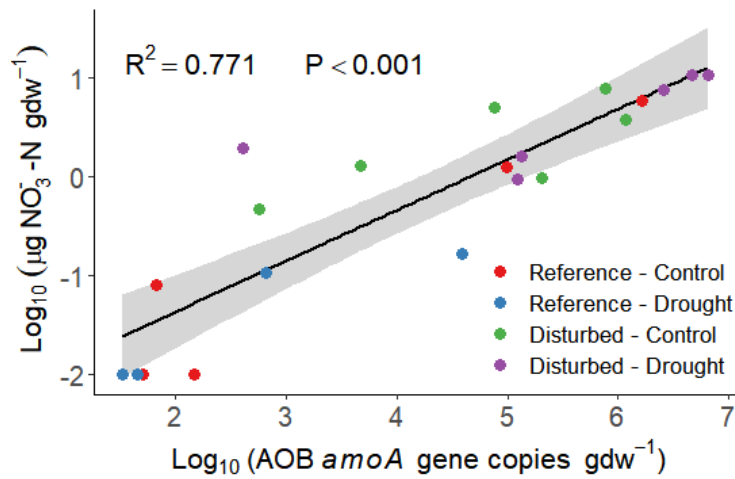 R² = 0.771 P < 0.001
Log₁₀ (µg NO₃⁻-N gdw⁻¹)
1
0
-1
-2
Reference - Control
Reference - Drought
Disturbed - Control
Disturbed - Drought
2 3 4 5 6 7
Log₁₀ (AOB amoA gene copies gdw⁻¹)